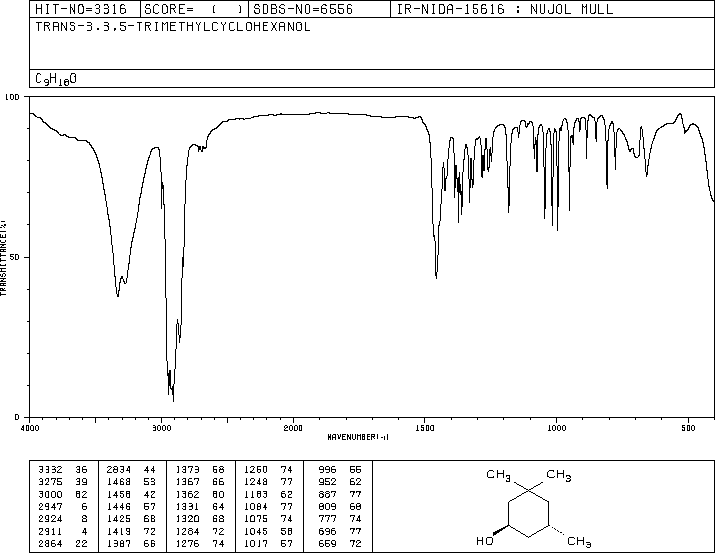 HIT-NO=3316 SCORE= ( ) SDBS-NO=6556 IR-NIDA-15616 : NUJOL MULL
TRANS-3,3,5-TRIMETHYLCYCLOHEXANOL
C9H18O
100
50
0
TRANSMITTANCE(%)
4000 3000 2000 1500 1000 500
WAVENUMBER(-1)
3332 36 2834 44 1373 68 1260 74 996 55
3275 39 1468 53 1367 66 1248 77 952 62
3000 82 1458 42 1362 60 1183 62 887 77
2947 6 1446 57 1331 64 1084 77 809 68
2924 8 1425 68 1320 68 1075 74 777 74
2911 4 1419 72 1284 72 1045 58 696 77
2864 22 1387 66 1276 74 1017 57 659 72
CH3 CH3
HO CH3